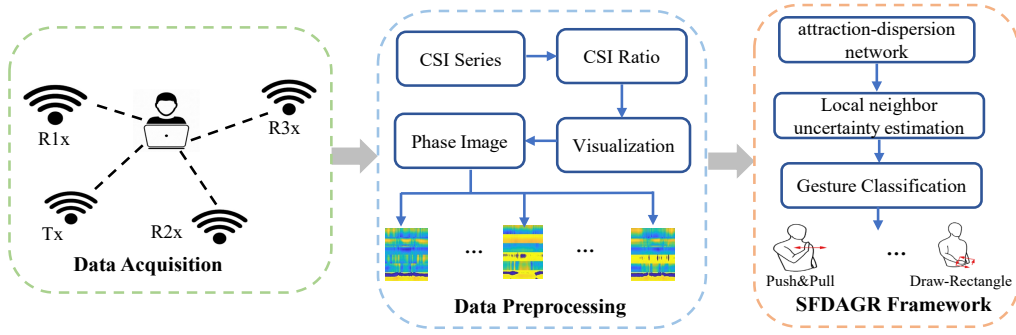 R1x
R3x
Tx
R2x
Data Acquisition
CSI Series
CSI Ratio
Phase Image
Visualization
...
...
Data Preprocessing
attraction-dispersion
network
Local neighbor
uncertainty estimation
Gesture Classification
...
Push&Pull
Draw-Rectangle
SFDAGR Framework